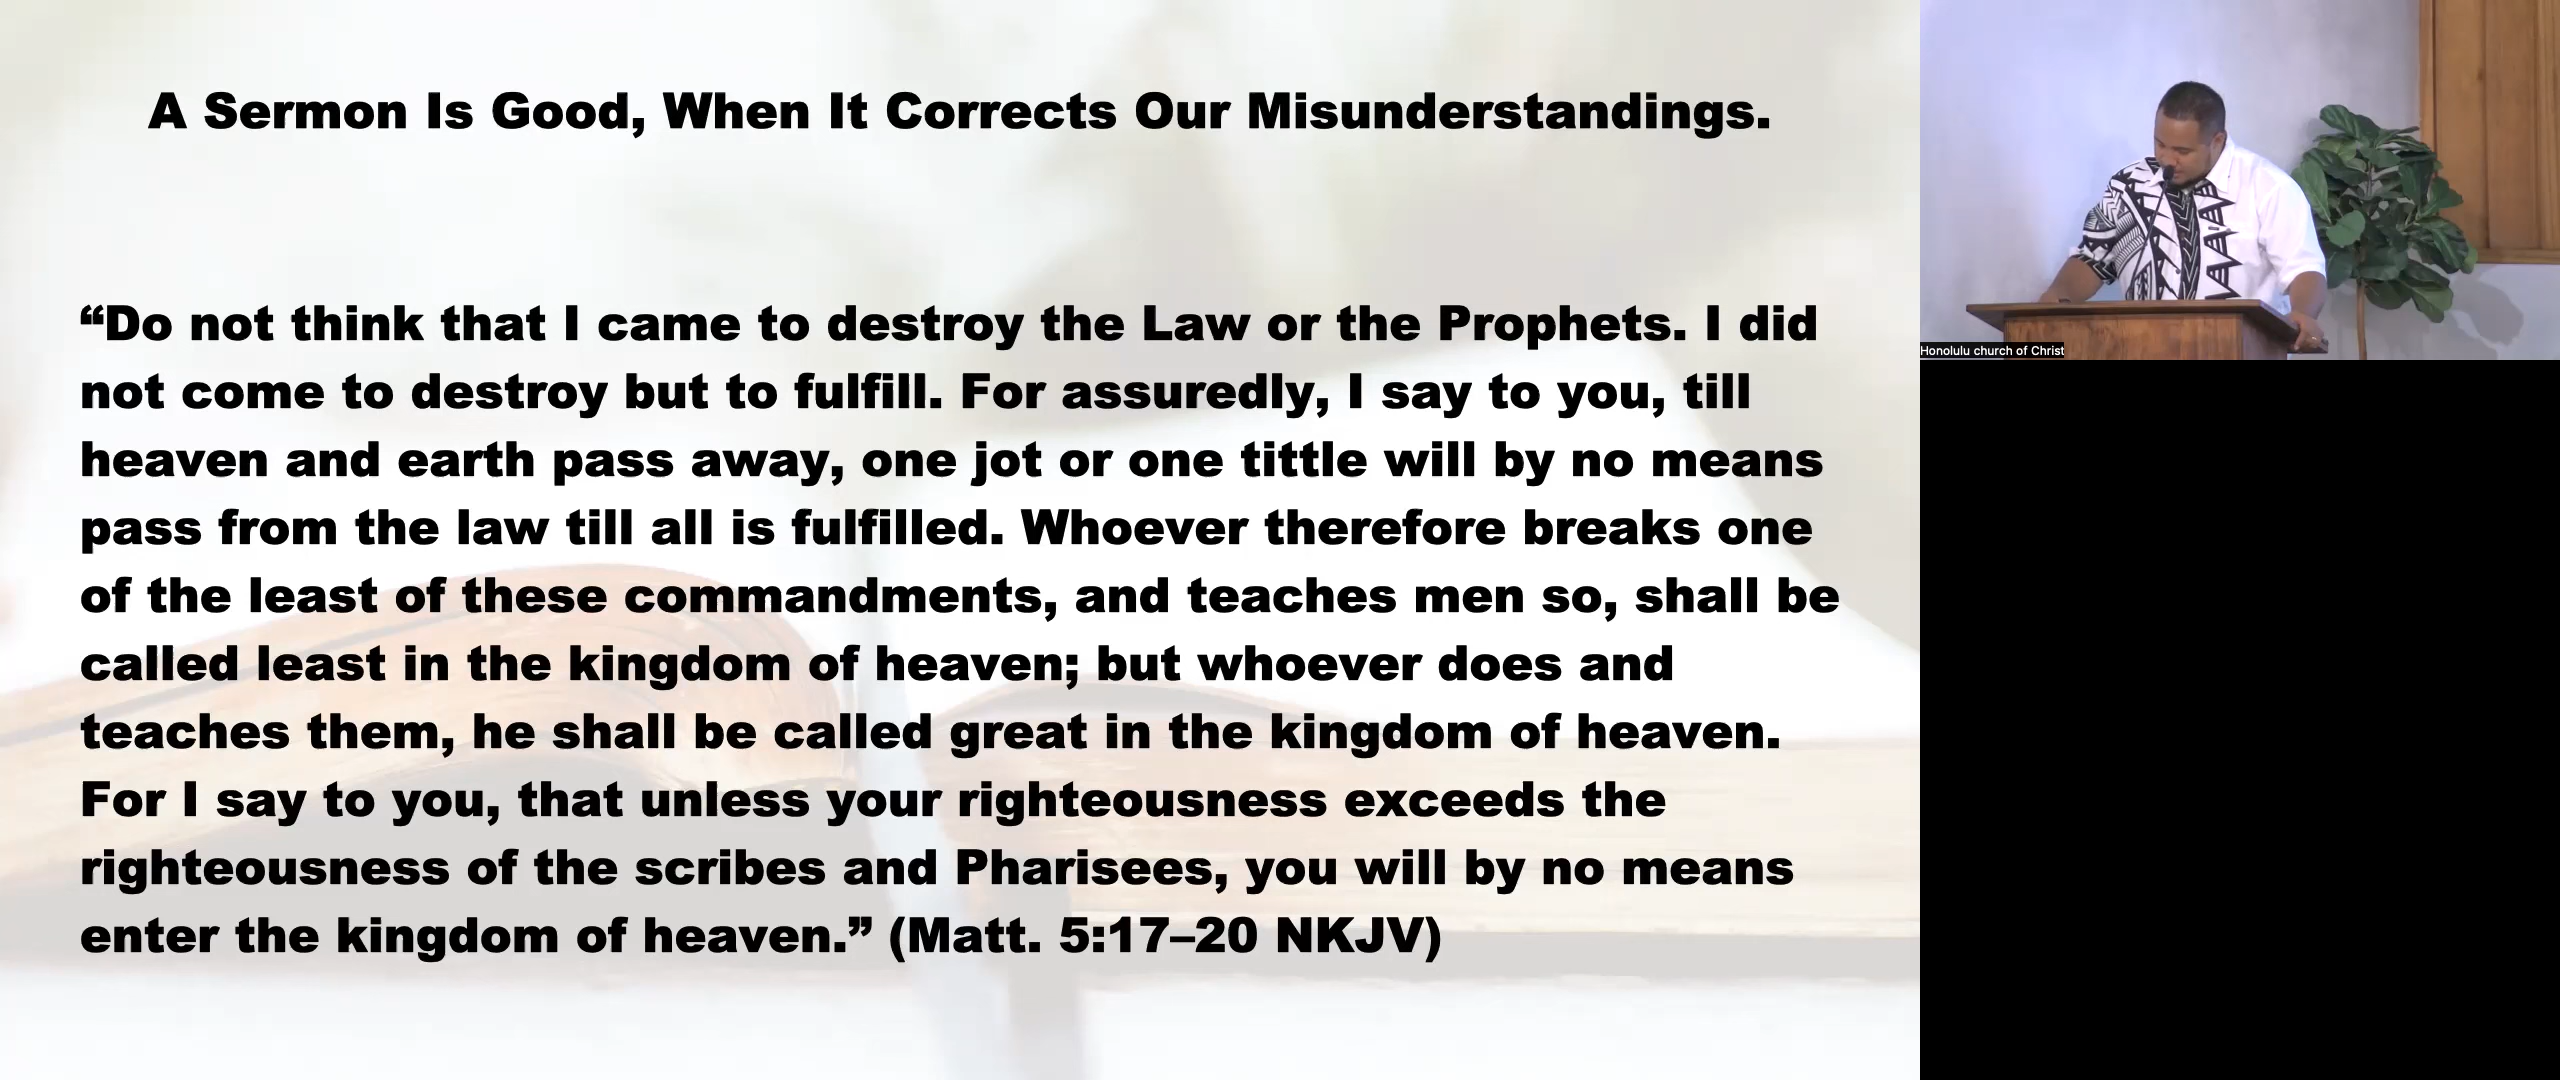 A Sermon Is Good, When It Corrects Our Misunderstandings.
“Do not think that I came to destroy the Law or the Prophets. I did
not come to destroy but to fulfill. For assuredly, I say to you, till
heaven and earth pass away, one jot or one tittle will by no means
pass from the law till all is fulfilled. Whoever therefore breaks one
of the least of these commandments, and teaches men so, shall be
called least in the kingdom of heaven; but whoever does and
teaches them, he shall be called great in the kingdom of heaven.
For I say to you, that unless your righteousness exceeds the
righteousness of the scribes and Pharisees, you will by no means
enter the kingdom of heaven.” (Matt. 5:17–20 NKJV)
Honolulu church of Christ